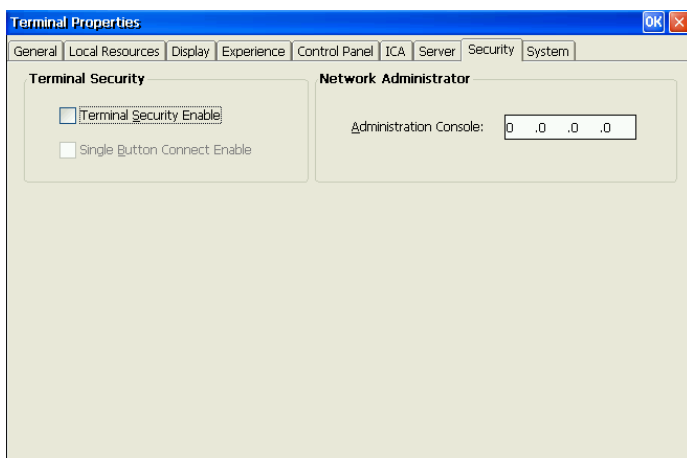 Terminal Properties OK
General Local Resources Display Experience Control Panel ICA Server Security System
Terminal Security
Terminal Security Enable
Single Button Connect Enable
Network Administrator
Administration Console: 0 .0 .0 .0